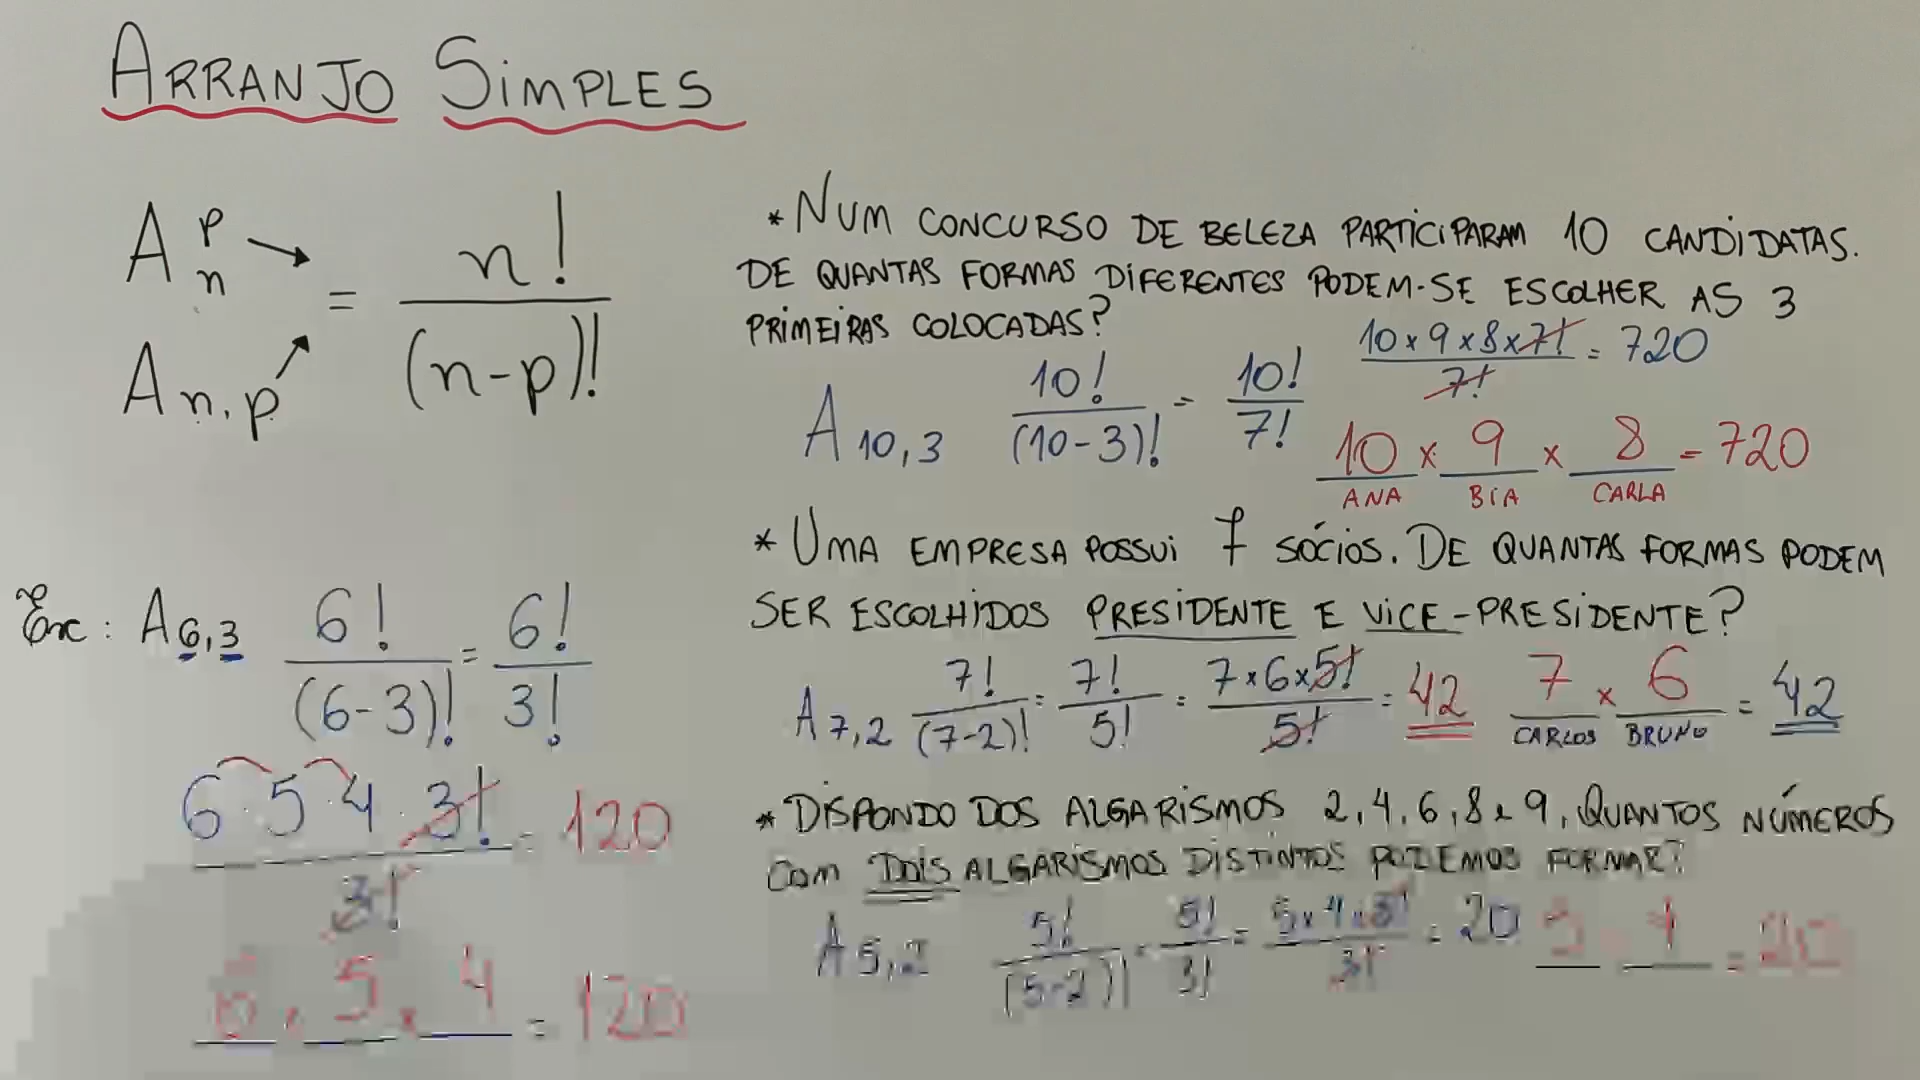 ARRANJO SIMPLES
A p n → = n! / (n-p)!
A n,p ↗
Ex: A 6,3 6! / (6-3)! = 6! / 3!
6 · 5 · 4 · 3! / 3! = 120
6 x 5 x 4 = 120
* NUM CONCURSO DE BELEZA PARTICIPARAM 10 CANDIDATAS.
DE QUANTAS FORMAS DIFERENTES PODEM-SE ESCOLHER AS 3
PRIMEIRAS COLOCADAS?
A 10,3 10! / (10-3)! = 10! / 7!
10 x 9 x 8 x 7! / 7! = 720
10 x 9 x 8 = 720
ANA BIA CARLA
* UMA EMPRESA POSSUI 7 SÓCIOS. DE QUANTAS FORMAS PODEM
SER ESCOLHIDOS PRESIDENTE E VICE-PRESIDENTE?
A 7,2 7! / (7-2)! = 7! / 5! = 7 x 6 x 5! / 5! = 42
7 x 6 = 42
CARLOS BRUNO
* DISPONDO DOS ALGARISMOS 2, 4, 6, 8 e 9, QUANTOS NÚMEROS
COM DOIS ALGARISMOS DISTINTOS PODEMOS FORMAR?
A 5,2 5! / (5-2)! = 5! / 3! = 5 x 4 x 3! / 3! = 20
5 · 4 = 20